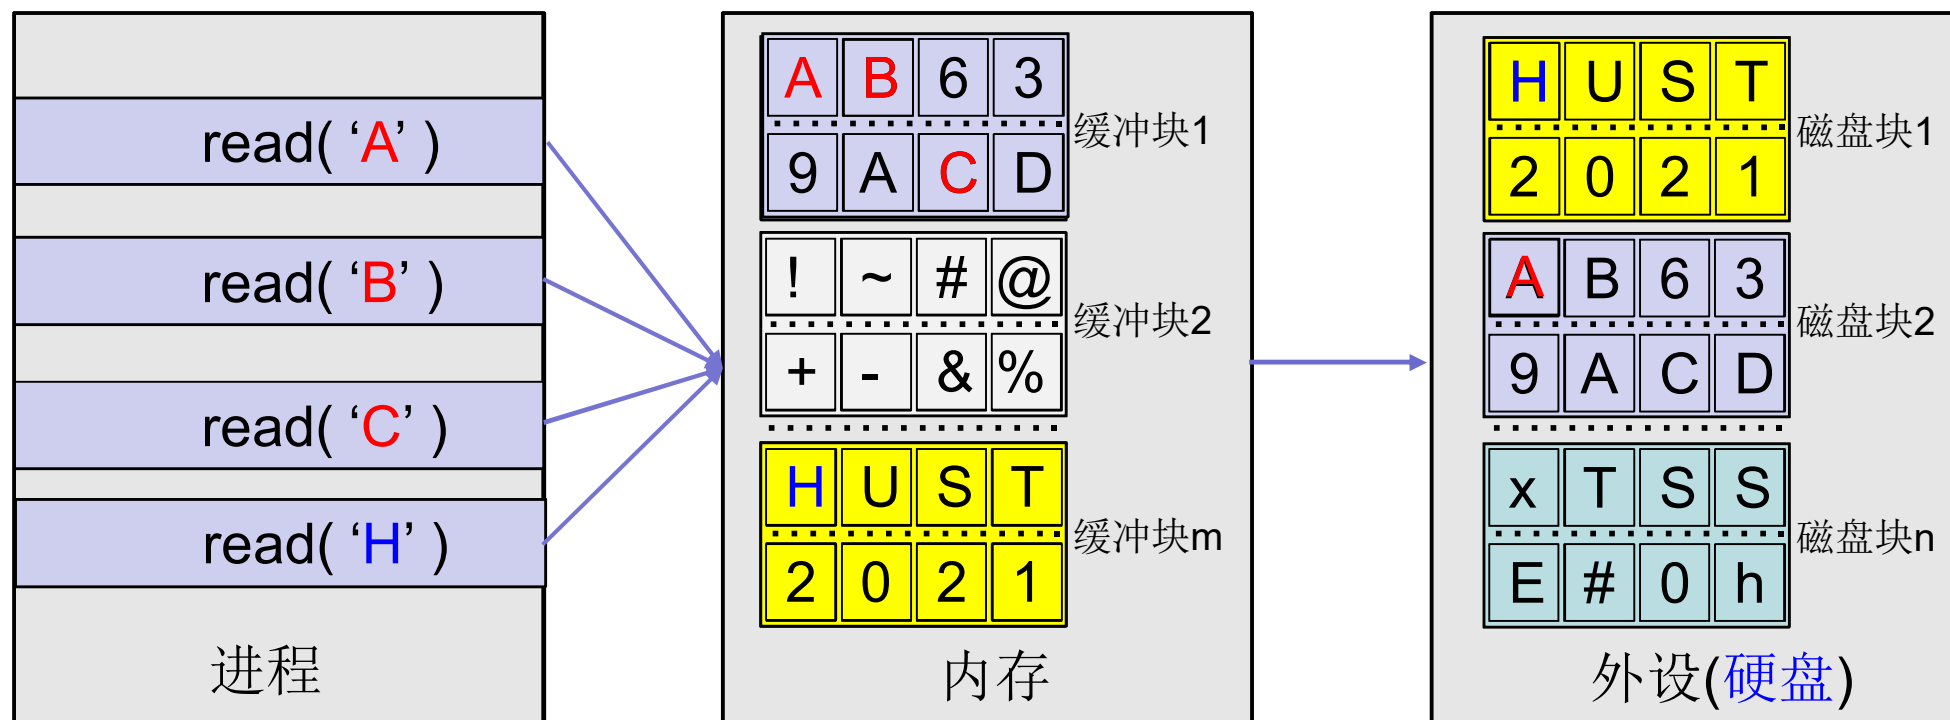 read( ‘A’ )
read( ‘B’ )
read( ‘C’ )
read( ‘H’ )
进程
A B 6 3
9 A C D
缓冲块1
! ~ # @
+ - & %
缓冲块2
H U S T
2 0 2 1
缓冲块m
内存
H U S T
2 0 2 1
磁盘块1
A B 6 3
9 A C D
磁盘块2
x T S S
E # 0 h
磁盘块n
外设(硬盘)